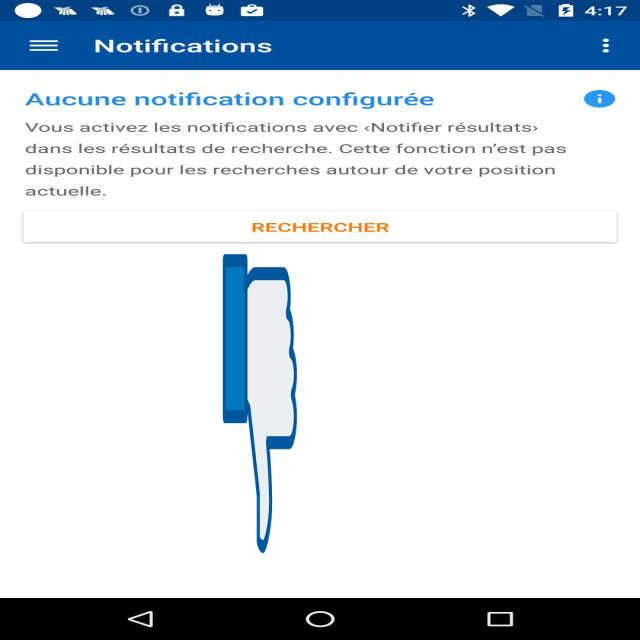 4:17
Notifications
Aucune notification configurée
Vous activez les notifications avec ‹Notifier résultats›
dans les résultats de recherche. Cette fonction n’est pas
disponible pour les recherches autour de votre position
actuelle.
RECHERCHER